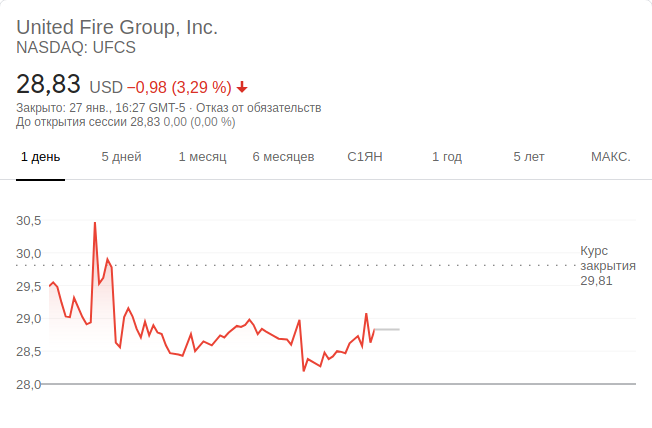 United Fire Group, Inc.
NASDAQ: UFCS
28,83 USD −0,98 (3,29 %)
Закрыто: 27 янв., 16:27 GMT-5 · Отказ от обязательств
До открытия сессии 28,83 0,00 (0,00 %)
1 день 5 дней 1 месяц 6 месяцев С1ЯН 1 год 5 лет МАКС.
30,5
30,0
29,5
29,0
28,5
28,0
Курс
закрытия
29,81